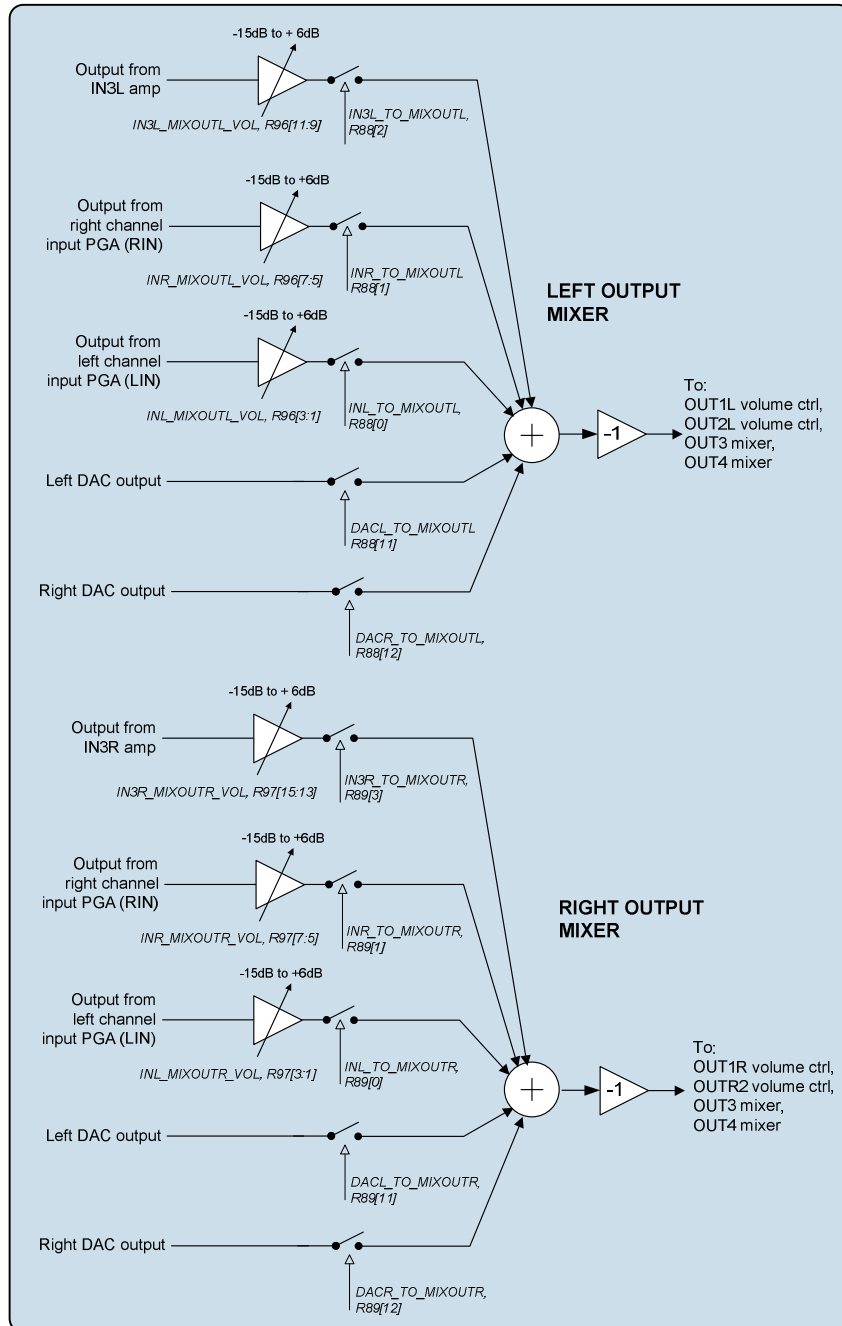 -15dB to + 6dB
Output from
IN3L amp
IN3L_MIXOUTL_VOL, R96[11:9]
IN3L_TO_MIXOUTL,
R88[2]
-15dB to +6dB
Output from
right channel
input PGA (RIN)
INR_MIXOUTL_VOL, R96[7:5]
INR_TO_MIXOUTL
R88[1]
LEFT OUTPUT
MIXER
-15dB to +6dB
Output from
left channel
input PGA (LIN)
INL_MIXOUTL_VOL, R96[3:1]
INL_TO_MIXOUTL,
R88[0]
+
-1
To:
OUT1L volume ctrl,
OUT2L volume ctrl,
OUT3 mixer,
OUT4 mixer
Left DAC output
DACL_TO_MIXOUTL
R88[11]
Right DAC output
DACR_TO_MIXOUTL,
R88[12]
-15dB to + 6dB
Output from
IN3R amp
IN3R_MIXOUTR_VOL, R97[15:13]
IN3R_TO_MIXOUTR,
R89[3]
-15dB to +6dB
Output from
right channel
input PGA (RIN)
INR_MIXOUTR_VOL, R97[7:5]
INR_TO_MIXOUTR,
R89[1]
RIGHT OUTPUT
MIXER
-15dB to +6dB
Output from
left channel
input PGA (LIN)
INL_MIXOUTR_VOL, R97[3:1]
INL_TO_MIXOUTR,
R89[0]
+
-1
To:
OUT1R volume ctrl,
OUTR2 volume ctrl,
OUT3 mixer,
OUT4 mixer
Left DAC output
DACL_TO_MIXOUTR,
R89[11]
Right DAC output
DACR_TO_MIXOUTR,
R89[12]